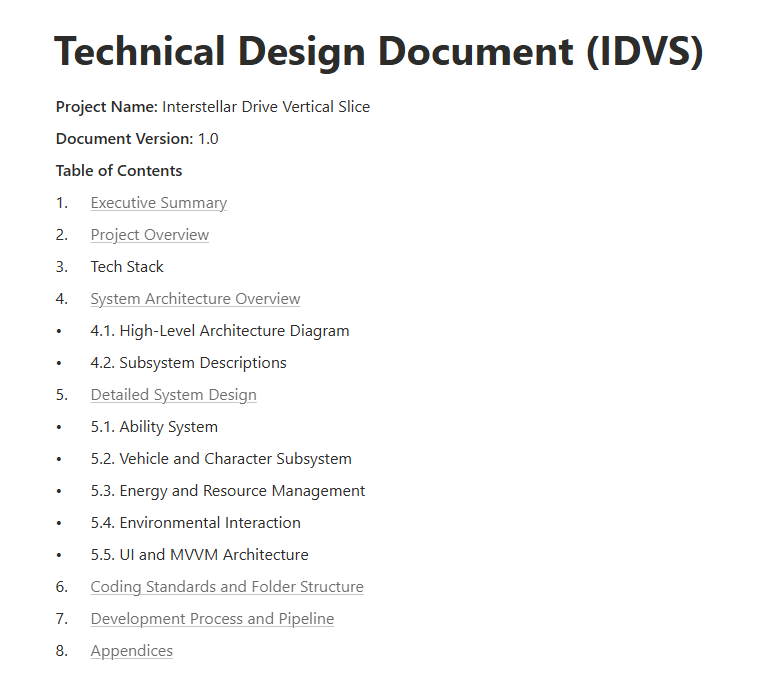 Technical Design Document (IDVS)
Project Name: Interstellar Drive Vertical Slice
Document Version: 1.0
Table of Contents
1. Executive Summary
2. Project Overview
3. Tech Stack
4. System Architecture Overview
• 4.1. High-Level Architecture Diagram
• 4.2. Subsystem Descriptions
5. Detailed System Design
• 5.1. Ability System
• 5.2. Vehicle and Character Subsystem
• 5.3. Energy and Resource Management
• 5.4. Environmental Interaction
• 5.5. UI and MVVM Architecture
6. Coding Standards and Folder Structure
7. Development Process and Pipeline
8. Appendices